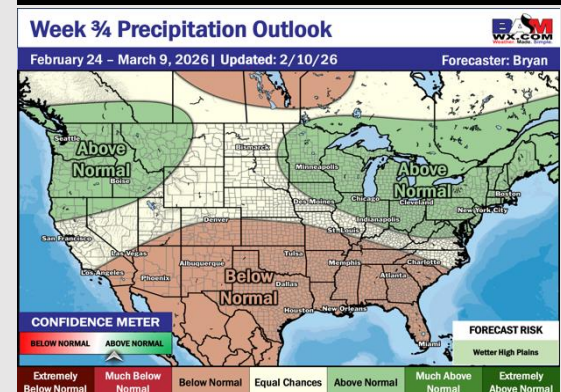 Week ¾ Precipitation Outlook
BAM
WX.COM
Weather Made Simple.
February 24 – March 9, 2026| Updated: 2/10/26
Forecaster: Bryan
Seattle
Above
Normal
Boise
Bismarck
Minneapolis
Above
Normal
Boston
Chicago
Cleveland
New York City
Des Moines
Indianapolis
Denver
St. Louis
San Francisco
Las Vegas
Los Angeles
Phoenix
Albuquerque
Tulsa
Memphis
Charlotte
Atlanta
Below
Normal
Dallas
Houston
New Orleans
Miami
CONFIDENCE METER
BELOW NORMAL
ABOVE NORMAL
FORECAST RISK
Wetter High Plains
Extremely
Below Normal
Much Below
Normal
Below Normal
Equal Chances
Above Normal
Much Above
Normal
Extremely
Above Normal